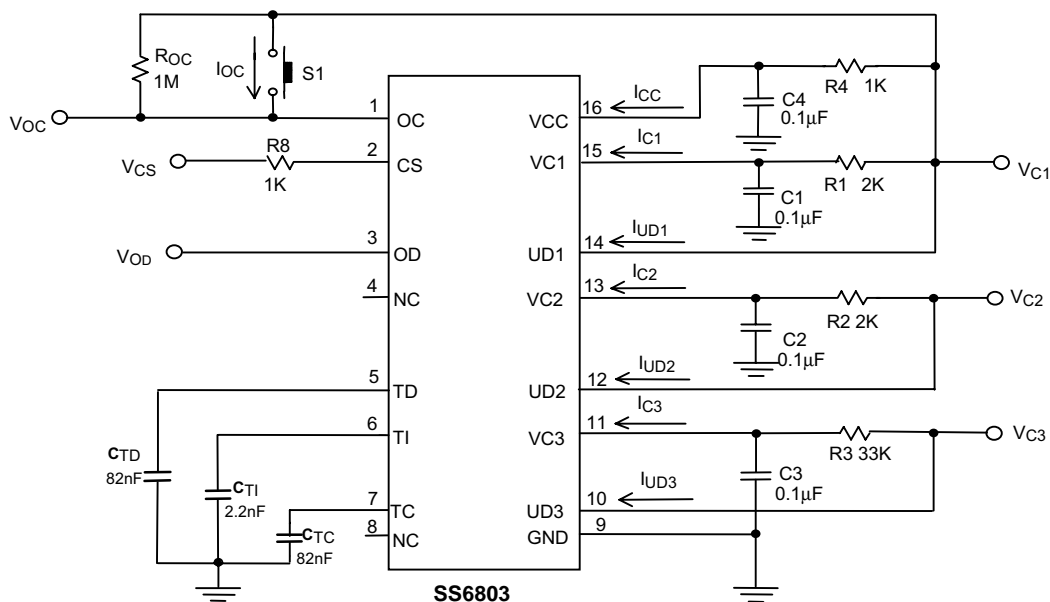 ROC
1M
IOC
S1
VOC
1
OC
R8
1K
VCS
2
CS
VOD
3
OD
4
NC
5
TD
6
TI
7
TC
8
NC
CTD
82nF
CTI
2.2nF
CTC
82nF
16
VCC
ICC
C4
0.1μF
R4 1K
15
VC1
IC1
R1 2K
C1
0.1μF
VC1
14
UD1
IUD1
13
VC2
IC2
R2 2K
C2
0.1μF
VC2
12
UD2
IUD2
11
VC3
IC3
R3 33K
C3
0.1μF
VC3
10
UD3
IUD3
9
GND
SS6803